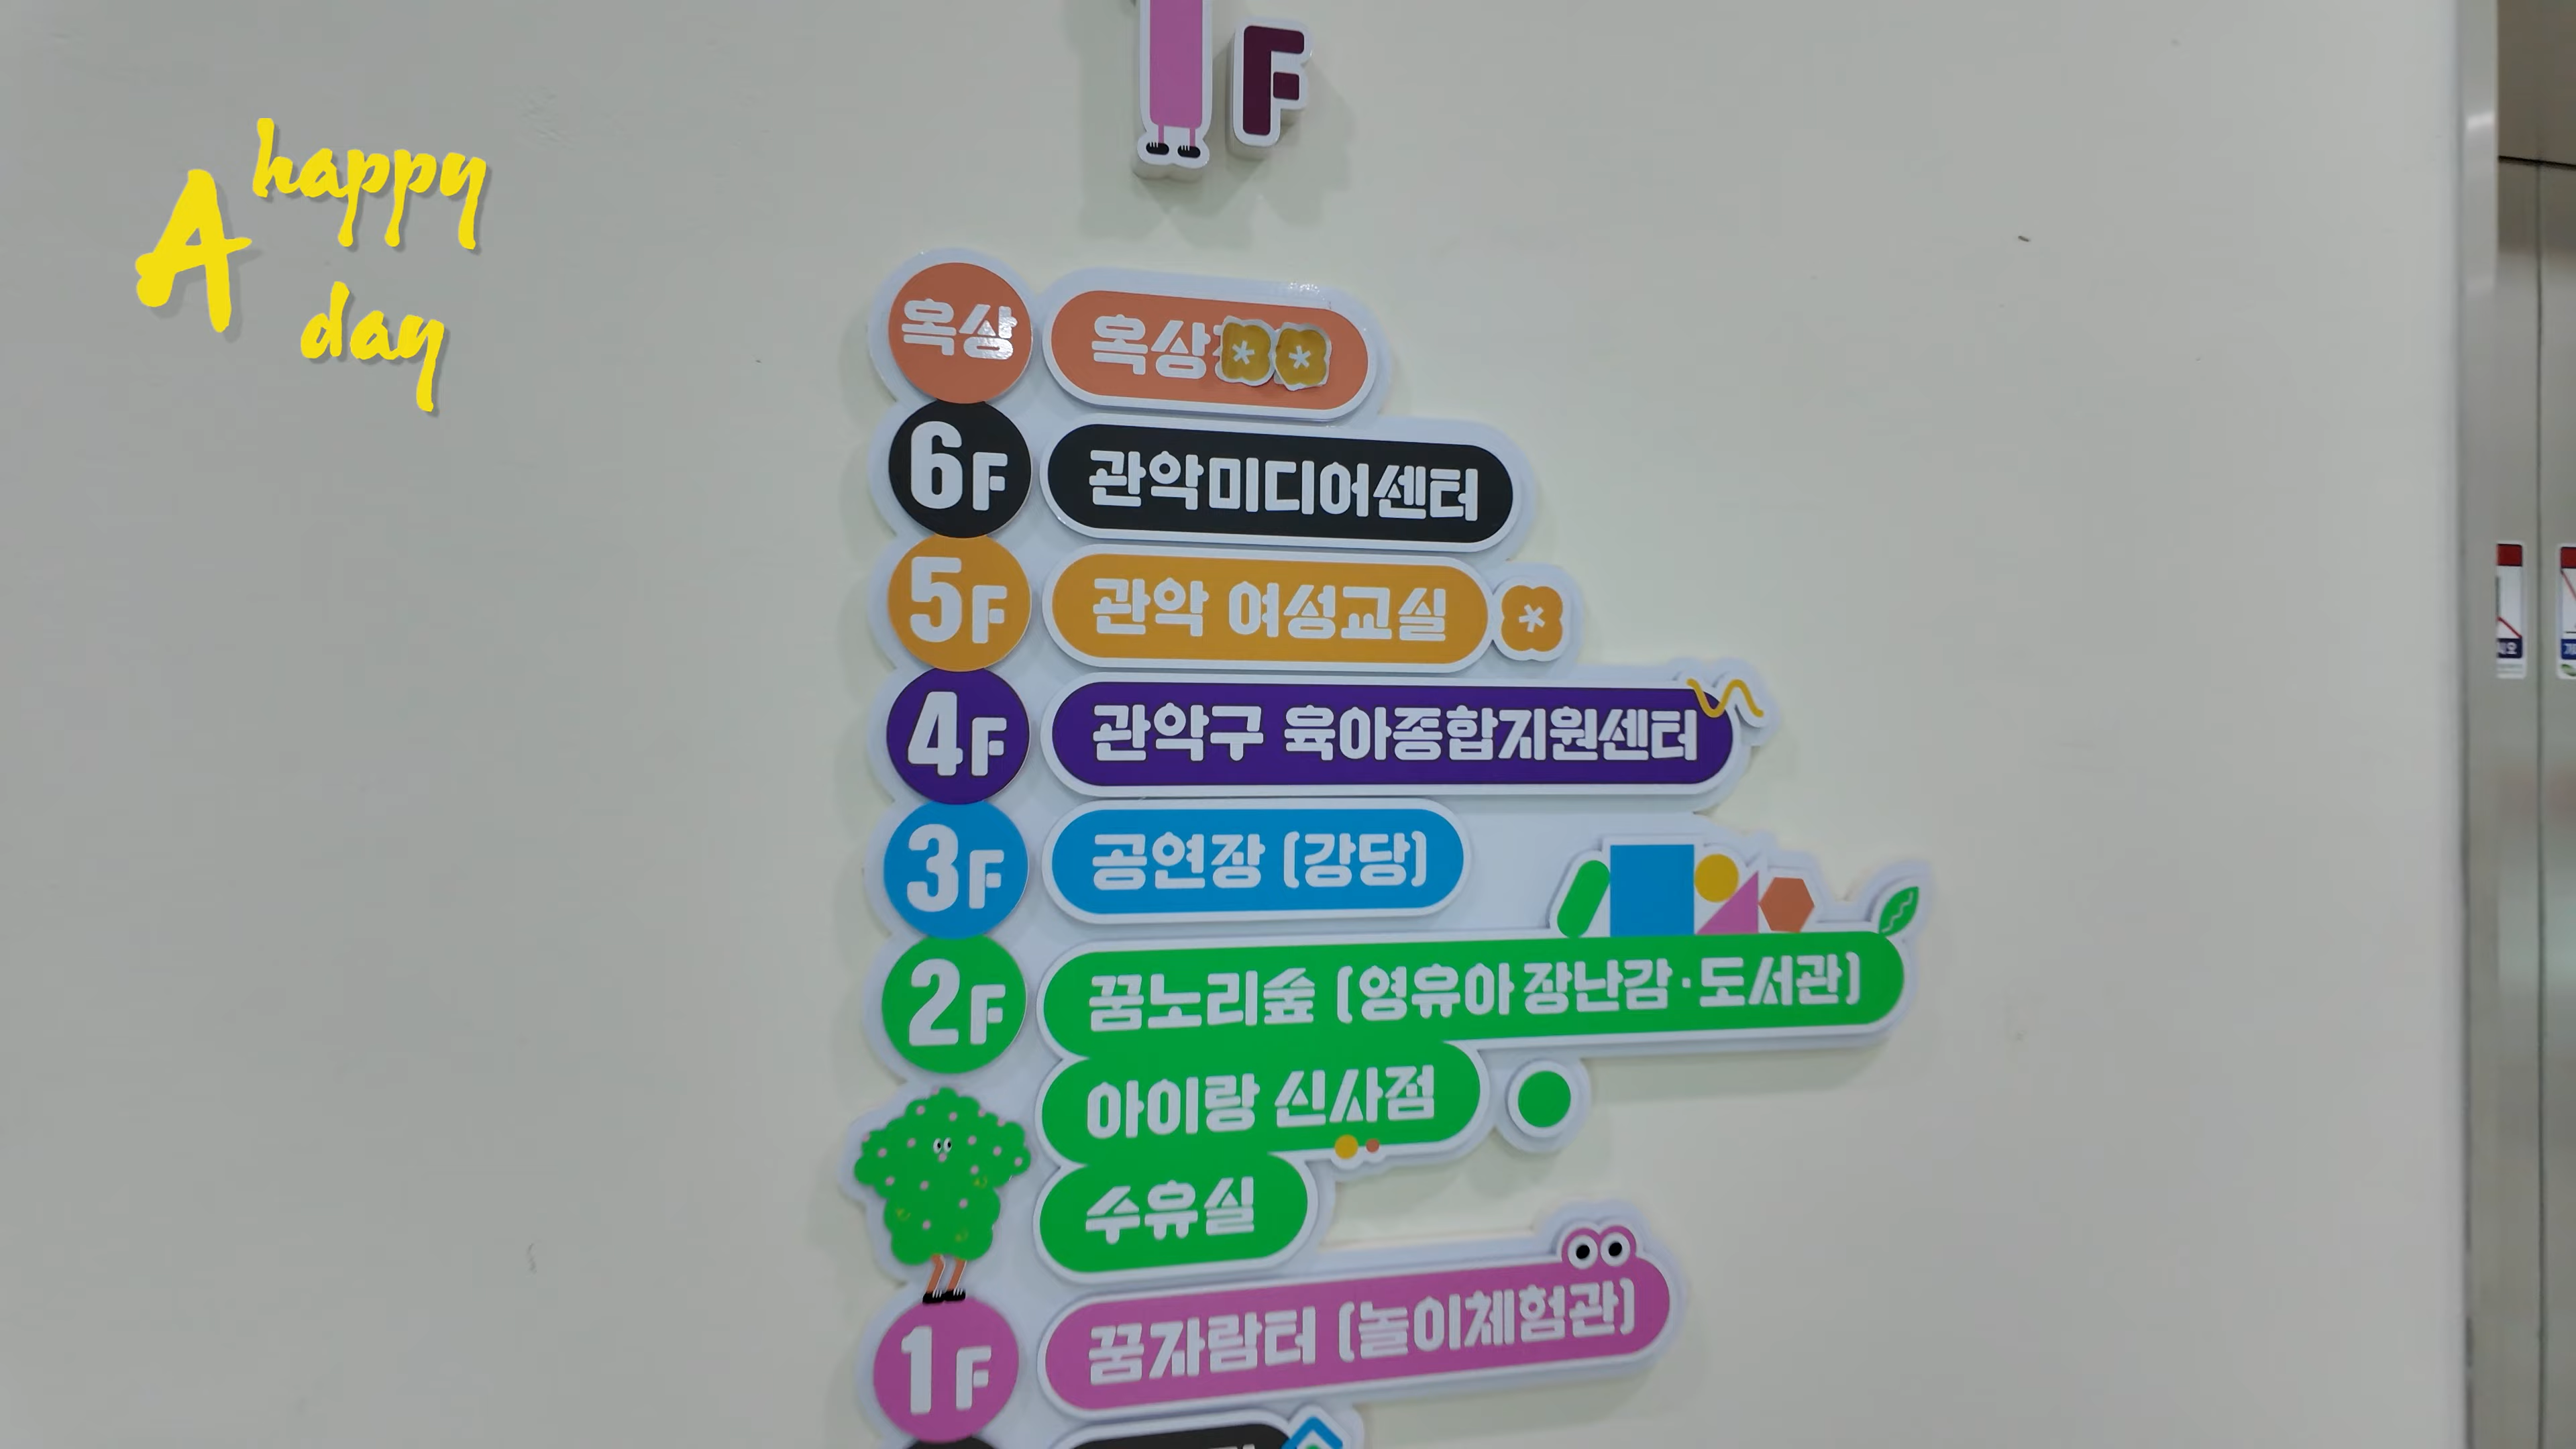 A happy
day
1F
옥상 옥상
6F 관악미디어센터
5F 관악 여성교실
4F 관악구 육아종합지원센터
3F 공연장 (강당)
2F 꿈노리숲 (영유아 장난감·도서관)
아이랑 신사점
수유실
1F 꿈자람터 (놀이체험관)